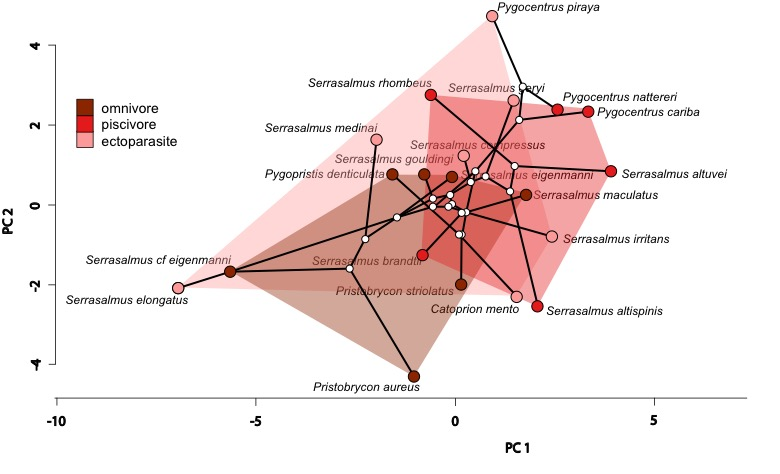 Pygocentrus piraya
4
Serrasalmus rhombeus
Serrasalmus geryi
Pygocentrus nattereri
omnivore
Pygocentrus cariba
piscivore
2
Serrasalmus medinai
ectoparasite
Serrasalmus compressus
Serrasalmus gouldingi
Pygopristis denticulata
Serrasalmus eigenmanni
Serrasalmus altuvei
Serrasalmus maculatus
0
PC 2
Serrasalmus irritans
Serrasalmus cf eigenmanni
Serrasalmus brandtii
-2
Serrasalmus elongatus
Pristobrycon striolatus
Catoprion mento
Serrasalmus altispinis
-4
Pristobrycon aureus
-10 -5 0 5
PC 1